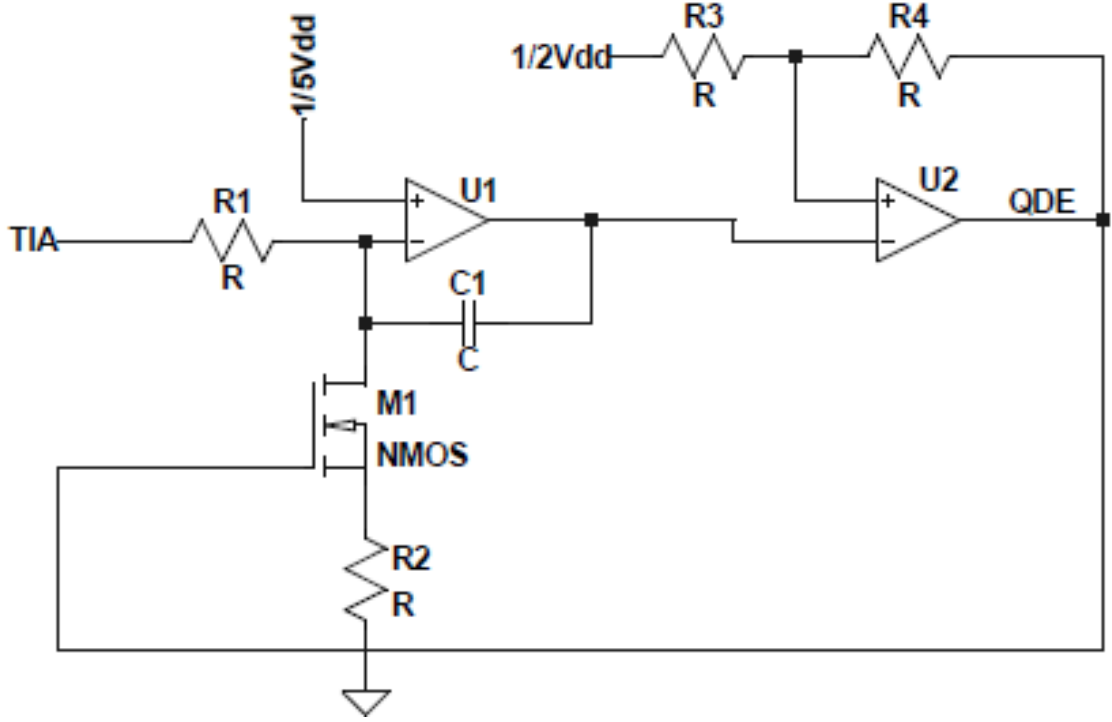 1/5Vdd
1/2Vdd
R3
R
R4
R
TIA
R1
R
U1
+
−
C1
C
U2
+
−
QDE
M1
NMOS
R2
R